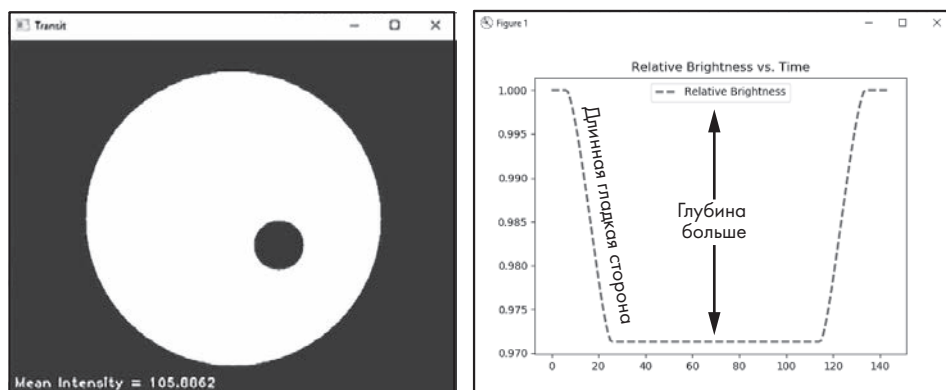 Transit
Mean Intensity = 105.8862
Figure 1
Relative Brightness vs. Time
Relative Brightness
1.000
0.995
0.990
0.985
0.980
0.975
0.970
0
20
40
60
80
100
120
140
Длинная гладкая сторона
Глубина
больше